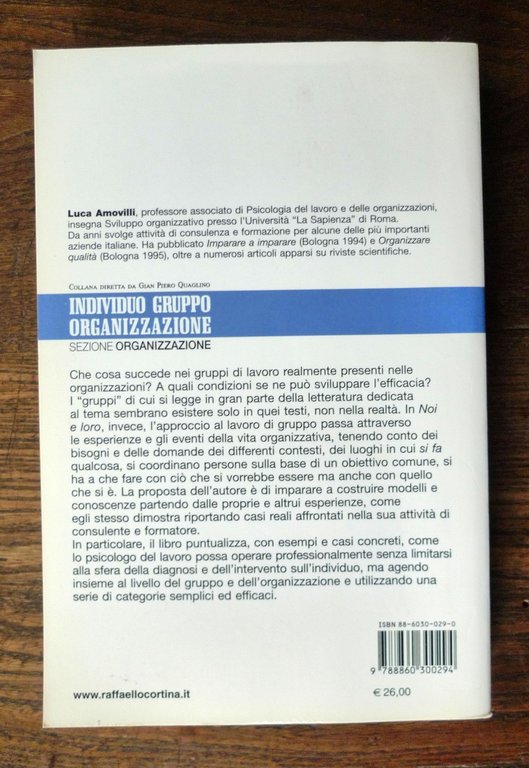 Luca Amovilli, professore associato di Psicologia del lavoro e delle organizzazioni,
insegna Sviluppo organizzativo presso l'Università "La Sapienza" di Roma.
Da anni svolge attività di consulenza e formazione per alcune delle più importanti
aziende italiane. Ha pubblicato Imparare a imparare (Bologna 1994) e Organizzare
qualità (Bologna 1995), oltre a numerosi articoli apparsi su riviste scientifiche.
Collana diretta da Gian Piero Quaglino
INDIVIDUO GRUPPO
ORGANIZZAZIONE
SEZIONE ORGANIZZAZIONE
Che cosa succede nei gruppi di lavoro realmente presenti nelle
organizzazioni? A quali condizioni se ne può sviluppare l'efficacia?
I "gruppi" di cui si legge in gran parte della letteratura dedicata
al tema sembrano esistere solo in quei testi, non nella realtà. In Noi
e loro, invece, l'approccio al lavoro di gruppo passa attraverso
le esperienze e gli eventi della vita organizzativa, tenendo conto dei
bisogni e delle domande dei differenti contesti, dei luoghi in cui si fa
qualcosa, si coordinano persone sulla base di un obiettivo comune, si
ha a che fare con ciò che si vorrebbe essere ma anche con quello
che si è. La proposta dell'autore è di imparare a costruire modelli e
conoscenze partendo dalle proprie e altrui esperienze, come
egli stesso dimostra riportando casi reali affrontati nella sua attività di
consulente e formatore.
In particolare, il libro puntualizza, con esempi e casi concreti, come
lo psicologo del lavoro possa operare professionalmente senza limitarsi
alla sfera della diagnosi e dell'intervento sull'individuo, ma agendo
insieme al livello del gruppo e dell'organizzazione e utilizzando una
serie di categorie semplici ed efficaci.
ISBN 88-6030-029-0
9 788860 300294
www.raffaellocortina.it
€ 26,00